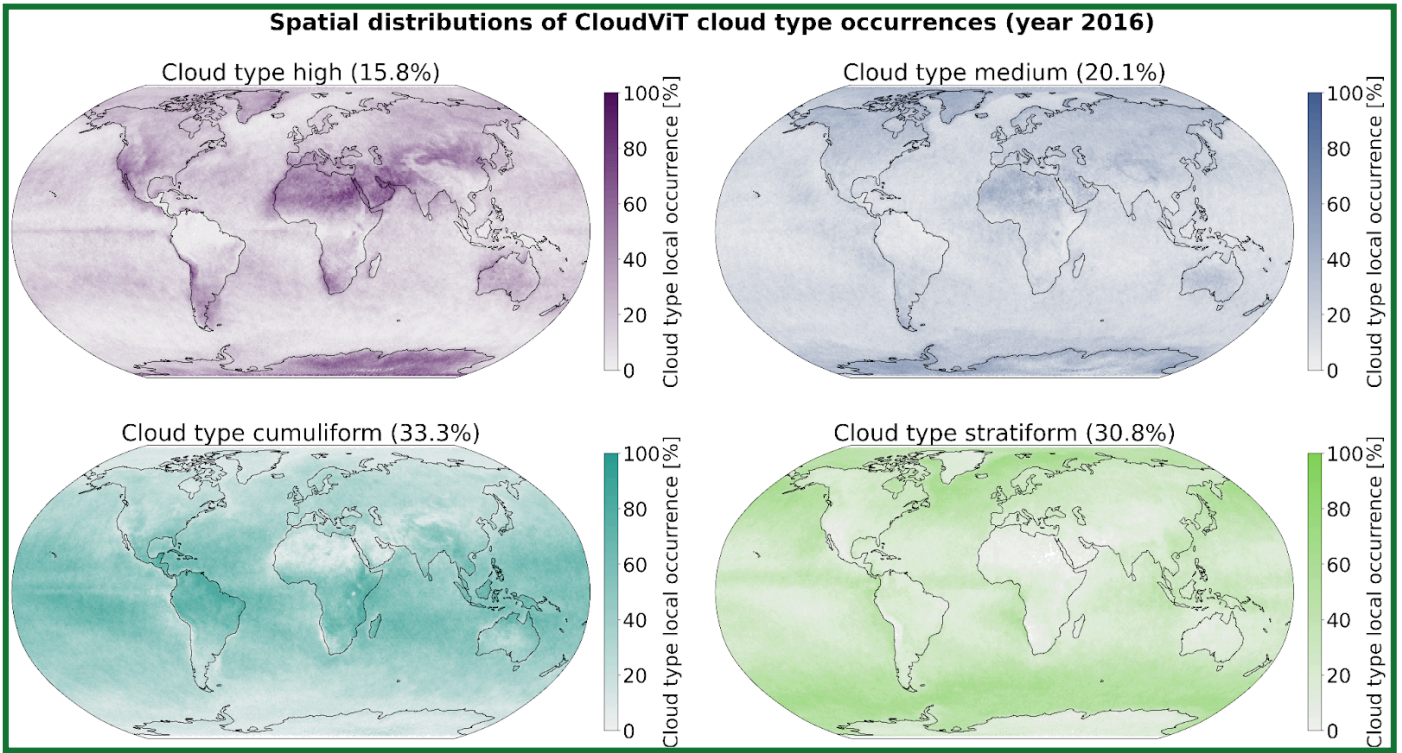 Spatial distributions of CloudViT cloud type occurrences (year 2016)
Cloud type high (15.8%)
100
80
60
40
20
0
Cloud type local occurrence [%]
Cloud type medium (20.1%)
100
80
60
40
20
0
Cloud type local occurrence [%]
Cloud type cumuliform (33.3%)
100
80
60
40
20
0
Cloud type local occurrence [%]
Cloud type stratiform (30.8%)
100
80
60
40
20
0
Cloud type local occurrence [%]